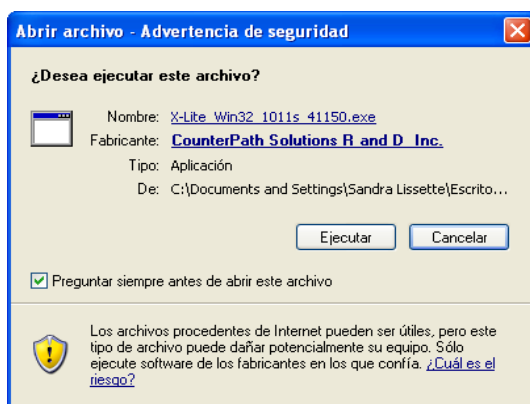 Abrir archivo - Advertencia de seguridad
¿Desea ejecutar este archivo?
Nombre: X-Lite_Win32_1011s_41150.exe
Fabricante: CounterPath Solutions R and D Inc.
Tipo: Aplicación
De: C:\Documents and Settings\Sandra Lissette\Escrito...
Ejecutar Cancelar
Preguntar siempre antes de abrir este archivo
Los archivos procedentes de Internet pueden ser útiles, pero este
tipo de archivo puede dañar potencialmente su equipo. Sólo
ejecute software de los fabricantes en los que confía. ¿Cuál es el
riesgo?